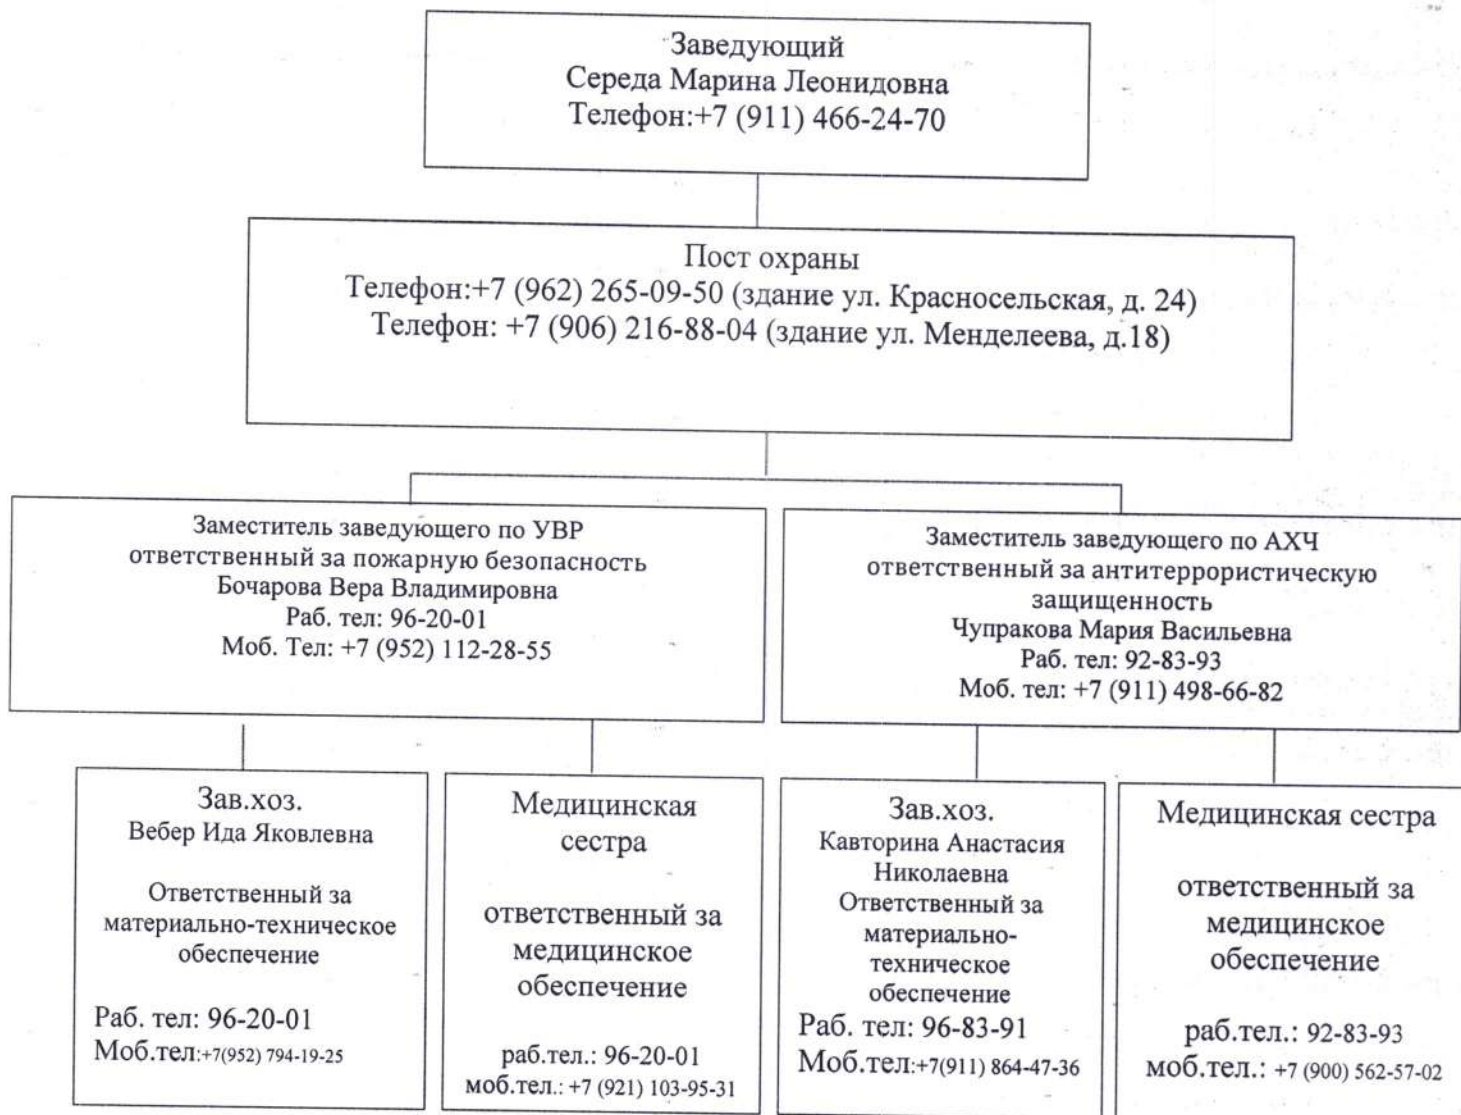 Заведующий
Середа Марина Леонидовна
Телефон:+7 (911) 466-24-70
Пост охраны
Телефон:+7 (962) 265-09-50 (здание ул. Красносельская, д. 24)
Телефон: +7 (906) 216-88-04 (здание ул. Менделеева, д.18)
Заместитель заведующего по УВР
ответственный за пожарную безопасность
Бочарова Вера Владимировна
Раб. тел: 96-20-01
Моб. Тел: +7 (952) 112-28-55
Заместитель заведующего по АХЧ
ответственный за антитеррористическую
защищенность
Чупракова Мария Васильевна
Раб. тел: 92-83-93
Моб. тел: +7 (911) 498-66-82
Зав.хоз.
Вебер Ида Яковлевна
Ответственный за
материально-техническое
обеспечение
Раб. тел: 96-20-01
Моб.тел:+7(952) 794-19-25
Медицинская
сестра
ответственный за
медицинское
обеспечение
раб.тел.: 96-20-01
моб.тел.: +7 (921) 103-95-31
Зав.хоз.
Кавторина Анастасия
Николаевна
Ответственный за
материально-
техническое
обеспечение
Раб. тел: 96-83-91
Моб.тел:+7(911) 864-47-36
Медицинская сестра
ответственный за
медицинское
обеспечение
раб.тел.: 92-83-93
моб.тел.: +7 (900) 562-57-02